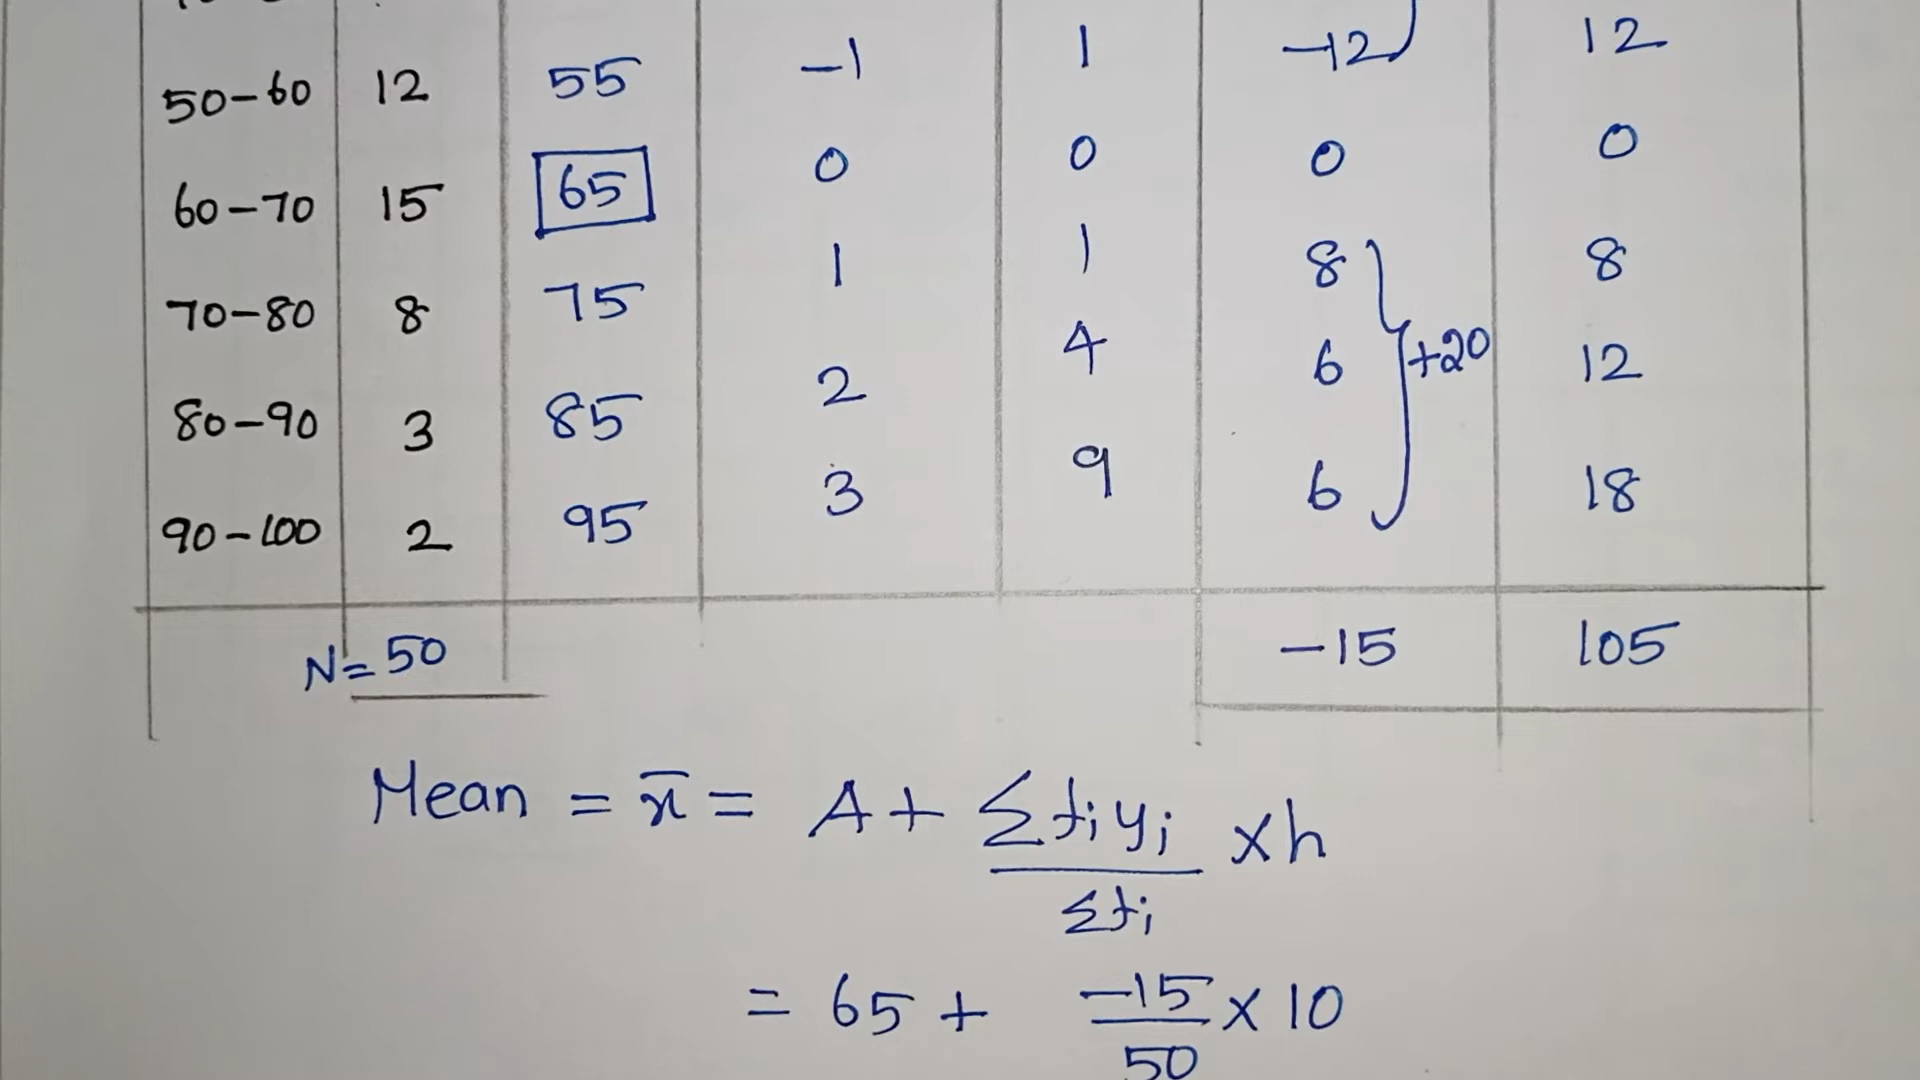 50-60 12 55 -1 1 -12 12
60-70 15 65 0 0 0 0
70-80 8 75 1 1 8 8
80-90 3 85 2 4 6 +20 12
90-100 2 95 3 9 6 18
N=50 -15 105
Mean = x̄ = A + Σfiyi/Σfi xh
= 65 + -15/50 x 10